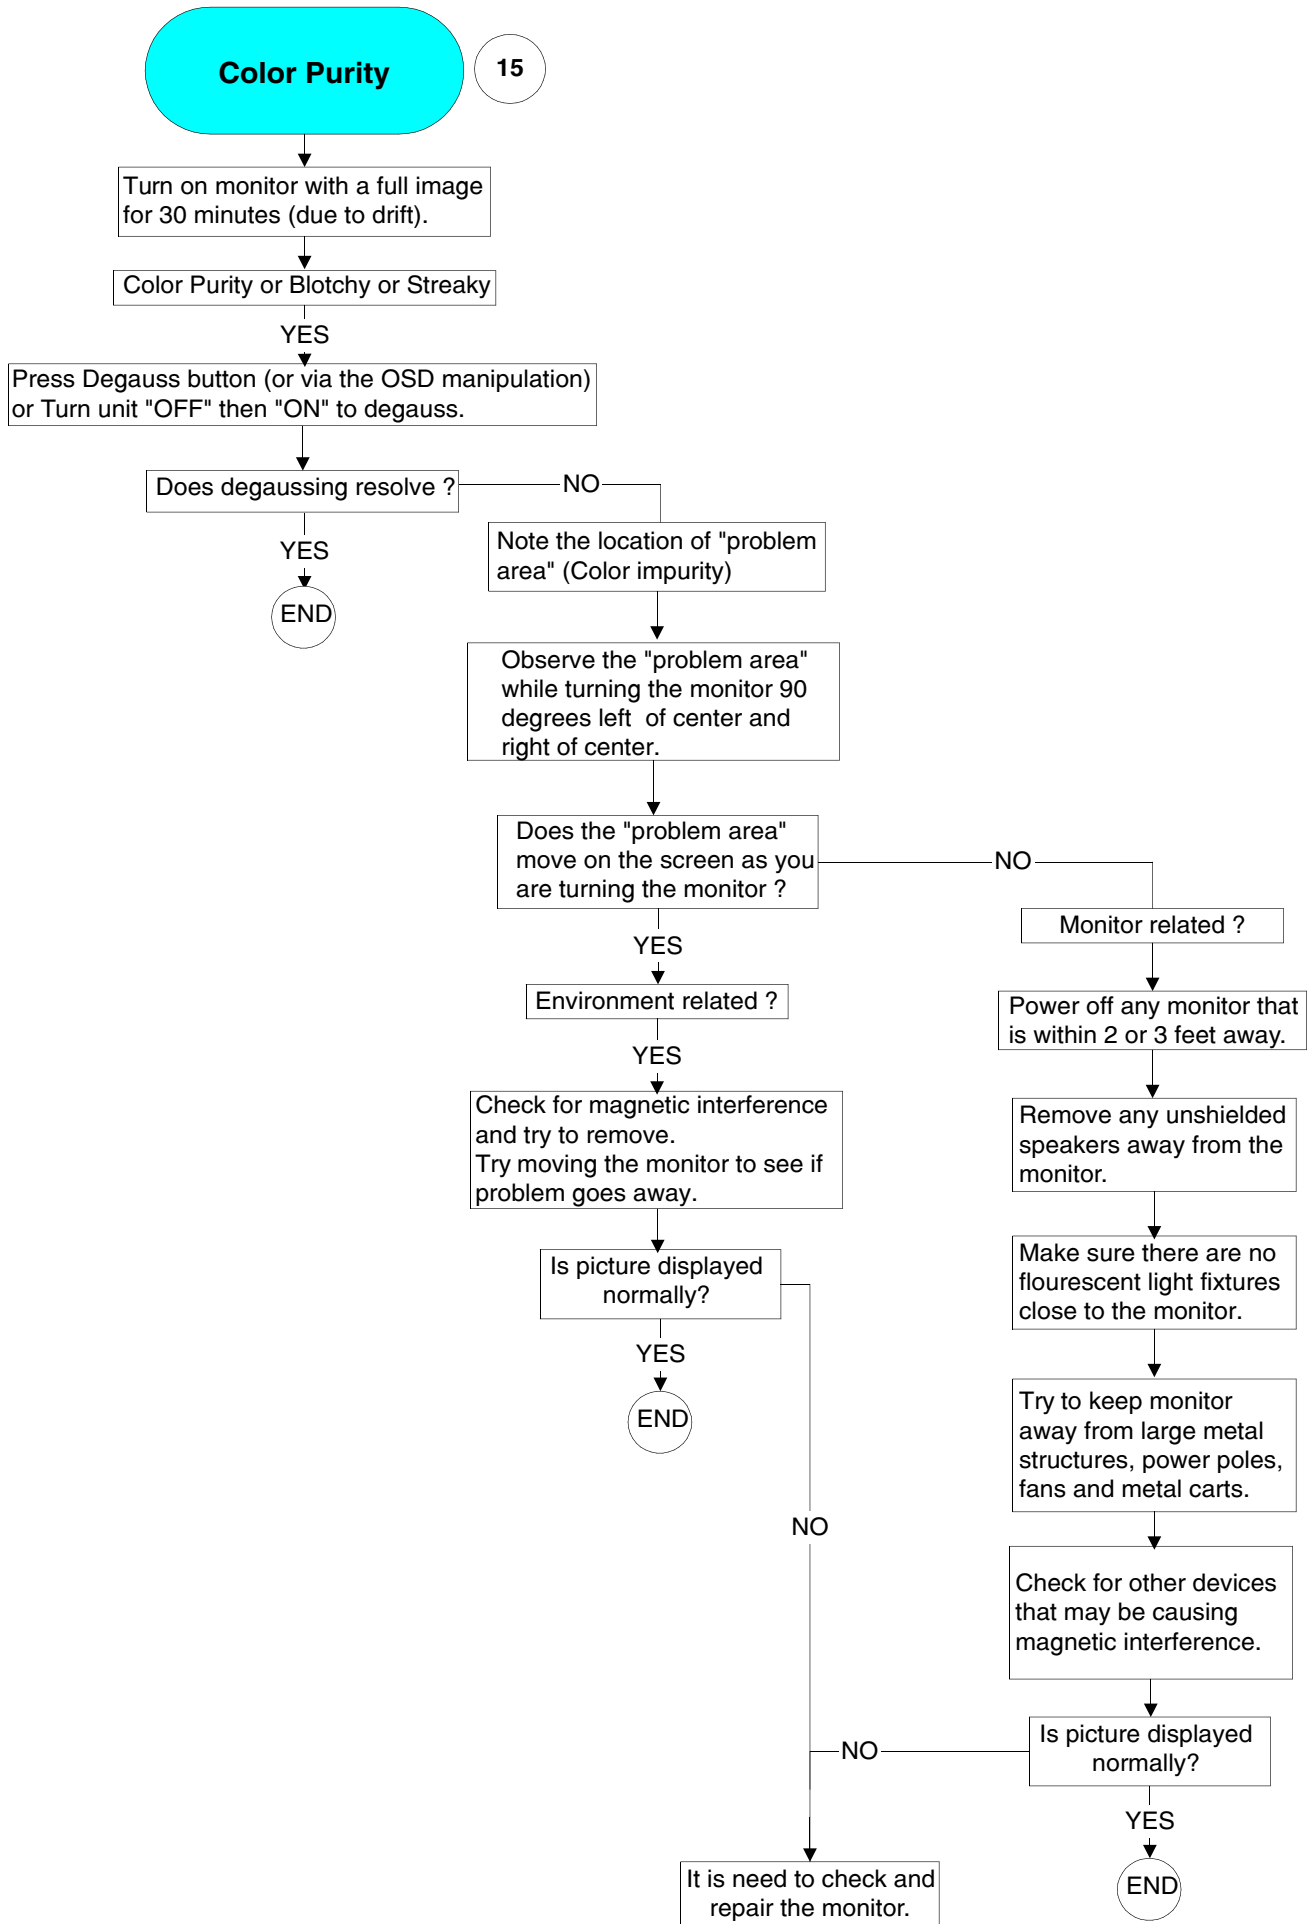 Color Purity
15
Turn on monitor with a full image
for 30 minutes (due to drift).
Color Purity or Blotchy or Streaky
YES
Press Degauss button (or via the OSD manipulation)
or Turn unit "OFF" then "ON" to degauss.
Does degaussing resolve ?
NO
YES
END
Note the location of "problem
area" (Color impurity)
Observe the "problem area"
while turning the monitor 90
degrees left of center and
right of center.
Does the "problem area"
move on the screen as you
are turning the monitor ?
NO
YES
Environment related ?
YES
Check for magnetic interference
and try to remove.
Try moving the monitor to see if
problem goes away.
Is picture displayed
normally?
YES
END
NO
Monitor related ?
Power off any monitor that
is within 2 or 3 feet away.
Remove any unshielded
speakers away from the
monitor.
Make sure there are no
flourescent light fixtures
close to the monitor.
Try to keep monitor
away from large metal
structures, power poles,
fans and metal carts.
Check for other devices
that may be causing
magnetic interference.
Is picture displayed
normally?
NO
YES
END
It is need to check and
repair the monitor.